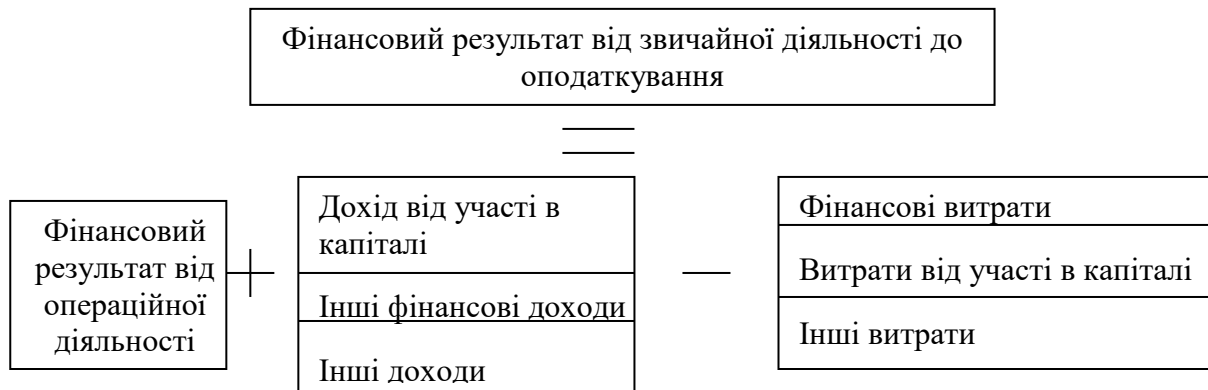 Фінансовий результат від звичайної діяльності до
оподаткування
Фінансовий
результат від
операційної
діяльності
Дохід від участі в
капіталі
Інші фінансові доходи
Інші доходи
Фінансові витрати
Витрати від участі в капіталі
Інші витрати